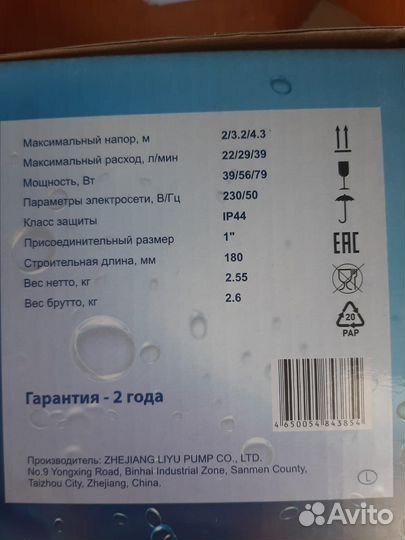 Максимальный напор, м 2/3.2/4.3
Максимальный расход, л/мин 22/29/39
Мощность, Вт 39/56/79
Параметры электросети, В/Гц 230/50
Класс защиты IP44
Присоединительный размер 1"
Строительная длина, мм 180
Вес нетто, кг 2.55
Вес брутто, кг 2.6
EAC
20
PAP
Гарантия - 2 года
4650054843854
Производитель: ZHEJIANG LIYU PUMP CO., LTD.
No.9 Yongxing Road, Binhai Industrial Zone, Sanmen County,
Taizhou City, Zhejiang, China.
L
Avito